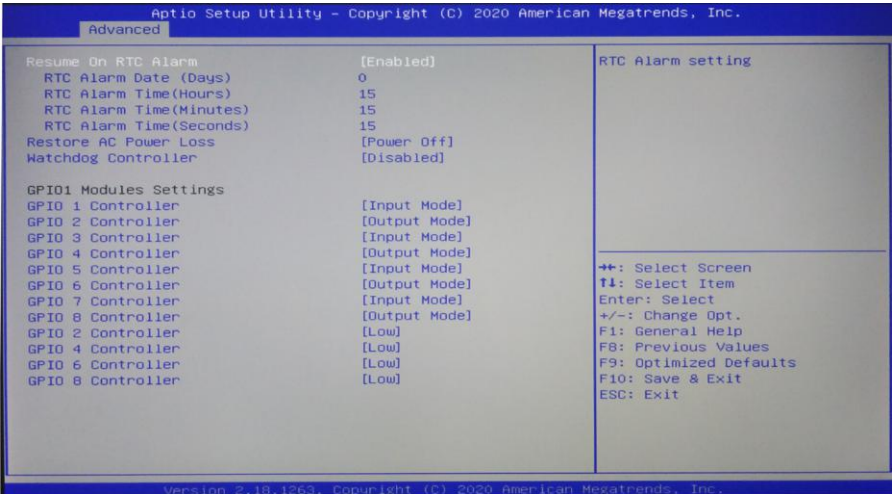 Aptio Setup Utility – Copyright (C) 2020 American Megatrends, Inc.
Advanced
Resume On RTC Alarm [Enabled]
RTC Alarm Date (Days) 0
RTC Alarm Time(Hours) 15
RTC Alarm Time(Minutes) 15
RTC Alarm Time(Seconds) 15
Restore AC Power Loss [Power Off]
Watchdog Controller [Disabled]
GPIO1 Modules Settings
GPIO 1 Controller [Input Mode]
GPIO 2 Controller [Output Mode]
GPIO 3 Controller [Input Mode]
GPIO 4 Controller [Output Mode]
GPIO 5 Controller [Input Mode]
GPIO 6 Controller [Output Mode]
GPIO 7 Controller [Input Mode]
GPIO 8 Controller [Output Mode]
GPIO 2 Controller [Low]
GPIO 4 Controller [Low]
GPIO 6 Controller [Low]
GPIO 8 Controller [Low]
RTC Alarm setting
→←: Select Screen
↑↓: Select Item
Enter: Select
+/-: Change Opt.
F1: General Help
F8: Previous Values
F9: Optimized Defaults
F10: Save & Exit
ESC: Exit
Version 2.18.1263. Copyright (C) 2020 American Megatrends, Inc.